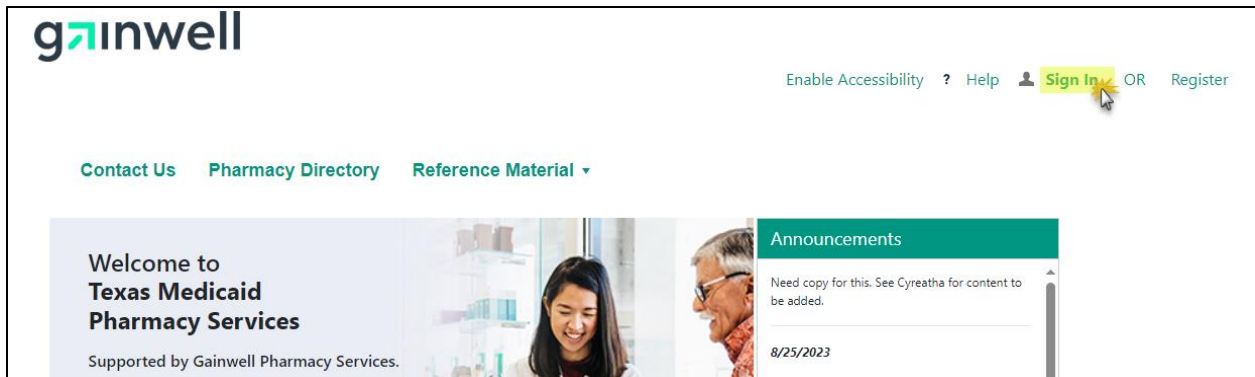 gainwell
Enable Accessibility ? Help Sign In OR Register
Contact Us Pharmacy Directory Reference Material
Welcome to
Texas Medicaid
Pharmacy Services
Supported by Gainwell Pharmacy Services.
Announcements
Need copy for this. See Cyreatha for content to
be added.
8/25/2023